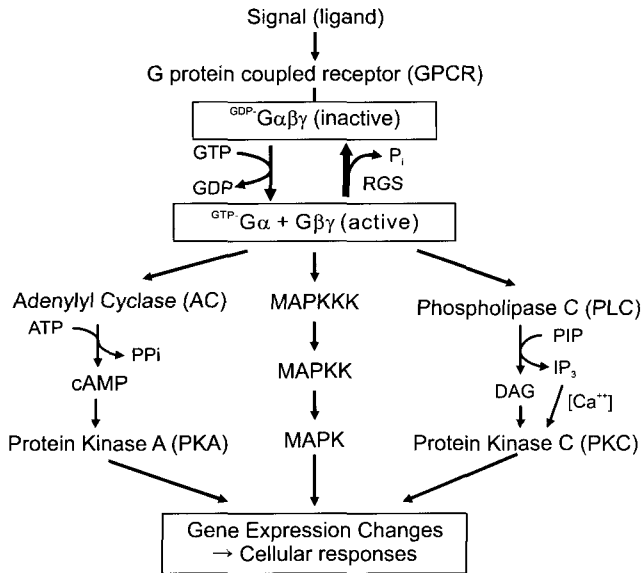 Signal (ligand)
G protein coupled receptor (GPCR)
GDP-Gαβγ (inactive)
GTP
Pi
GDP
RGS
GTP-Gα + Gβγ (active)
Adenylyl Cyclase (AC)
MAPKKK
Phospholipase C (PLC)
ATP
PIP
PPi
IP3
cAMP
MAPKK
DAG
[Ca++]
Protein Kinase A (PKA)
MAPK
Protein Kinase C (PKC)
Gene Expression Changes
→ Cellular responses